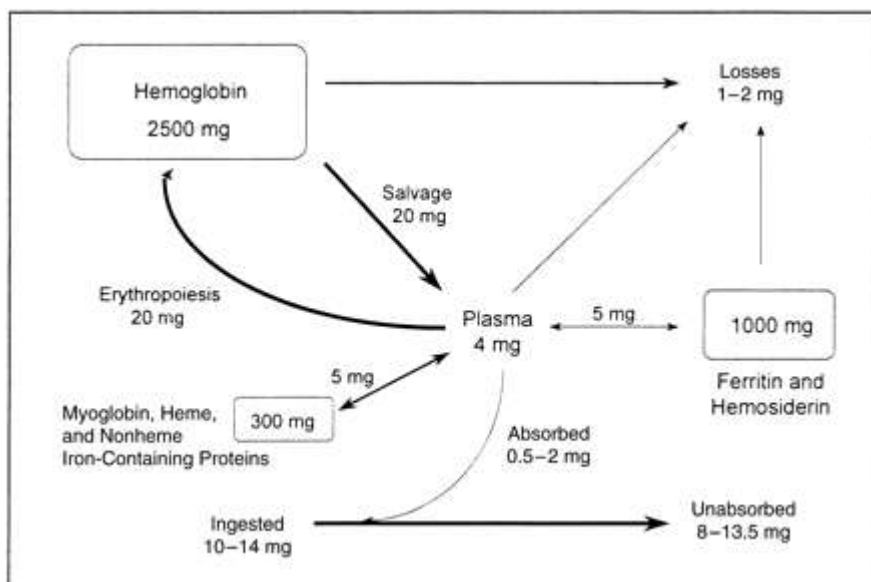 Hemoglobin
2500 mg
Losses
1–2 mg
Salvage
20 mg
Erythropoiesis
20 mg
Plasma
4 mg
5 mg
1000 mg
Ferritin and
Hemosiderin
5 mg
Myoglobin, Heme,
and Nonheme
Iron-Containing Proteins
300 mg
Absorbed
0.5–2 mg
Ingested
10–14 mg
Unabsorbed
8–13.5 mg